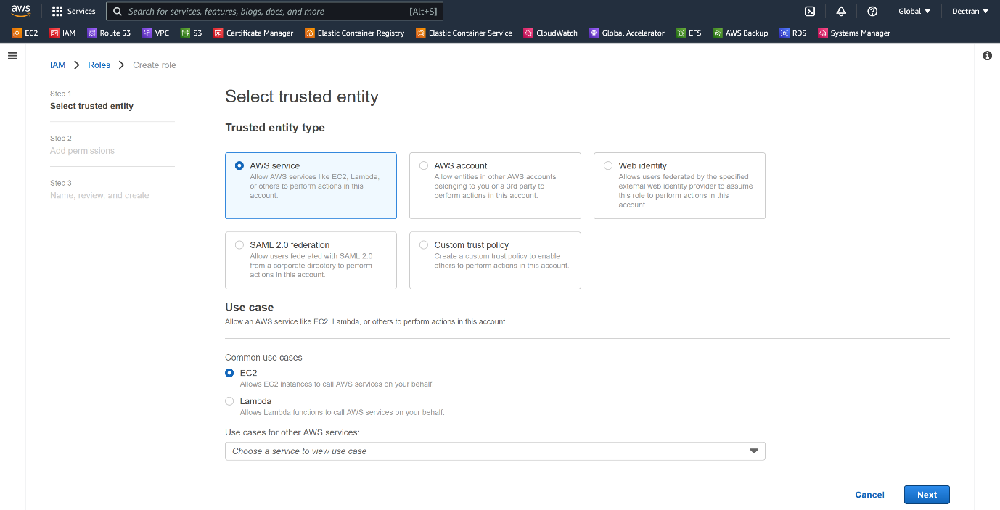 aws
Services
Search for services, features, blogs, docs, and more
[Alt+S]
Global
Dectran
EC2
IAM
Route 53
VPC
S3
Certificate Manager
Elastic Container Registry
Elastic Container Service
CloudWatch
Global Accelerator
EFS
AWS Backup
RDS
Systems Manager
IAM
Roles
Create role
Step 1
Select trusted entity
Step 2
Add permissions
Step 3
Name, review, and create
Select trusted entity
Trusted entity type
AWS service
Allow AWS services like EC2, Lambda,
or others to perform actions in this
account.
AWS account
Allow entities in other AWS accounts
belonging to you or a 3rd party to
perform actions in this account.
Web identity
Allows users federated by the specified
external web identity provider to assume
this role to perform actions in this
account.
SAML 2.0 federation
Allow users federated with SAML 2.0
from a corporate directory to perform
actions in this account.
Custom trust policy
Create a custom trust policy to enable
others to perform actions in this account.
Use case
Allow an AWS service like EC2, Lambda, or others to perform actions in this account.
Common use cases
EC2
Allows EC2 instances to call AWS services on your behalf.
Lambda
Allows Lambda functions to call AWS services on your behalf.
Use cases for other AWS services:
Choose a service to view use case
Cancel
Next